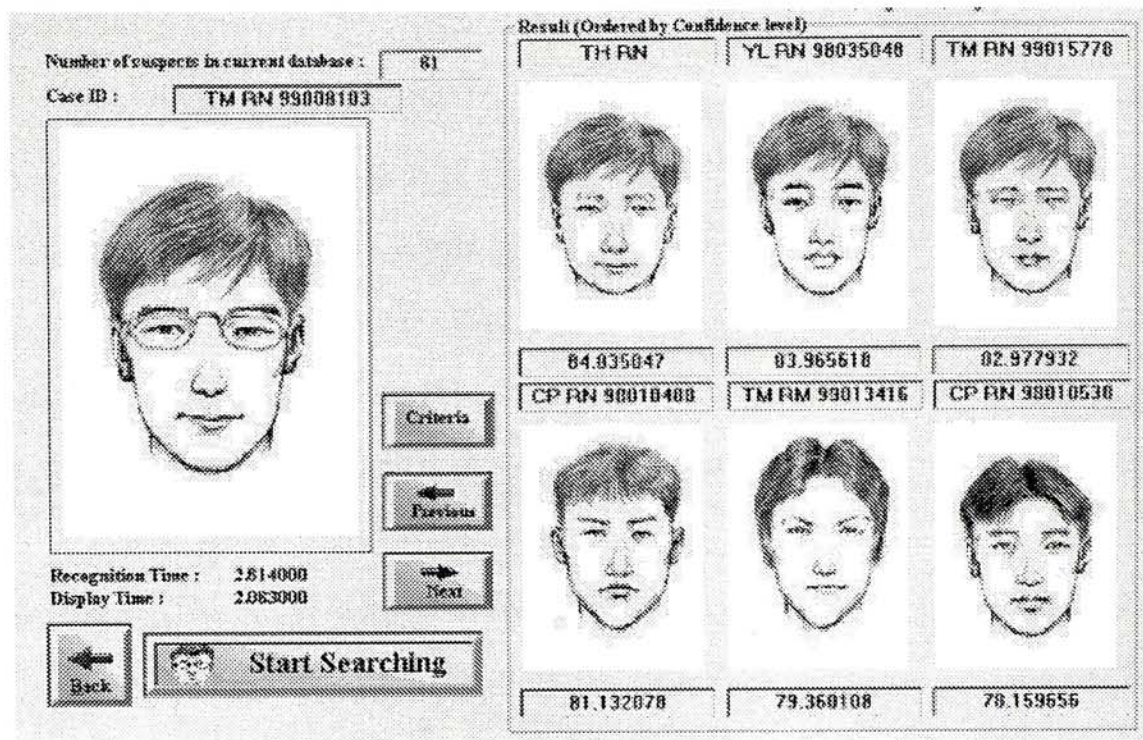 Number of suspects in current database : 81
Case ID : TM RN 99008103
Criteria
Previous
Next
Recognition Time : 2.814000
Display Time : 2.083000
Back
Start Searching
Result (Ordered by Confidence level)
TH RN
YL RN 98035048
TM RN 99015778
84.035047
83.965618
82.977932
CP RN 98010488
TM RM 99013416
CP RN 98010538
81.132078
79.360108
78.159656